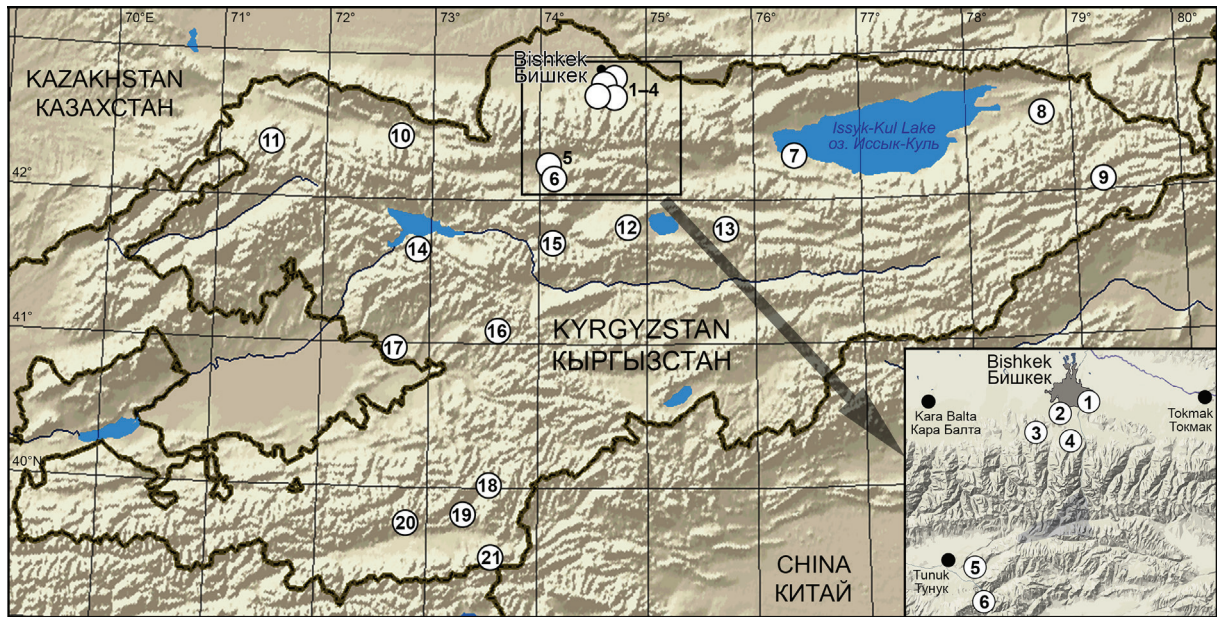 70°E 71° 72° 73° 74° 75° 76° 77° 78° 79° 80°
Bishkek
Бишкек
KAZAKHSTAN
КАЗАХСТАН
1–4
8
10
11
Issyk-Kul Lake
оз. Иссык-Куль
7
5
6
9
42°
12
13
15
14
16
41°
17
KYRGYZSTAN
КЫРГЫЗСТАН
40°N
18
19
20
21
CHINA
КИТАЙ
Bishkek
Бишкек
1
2
3
4
Kara Balta
Кара Балта
Tokmak
Токмак
5
Tunuk
Тунук
6